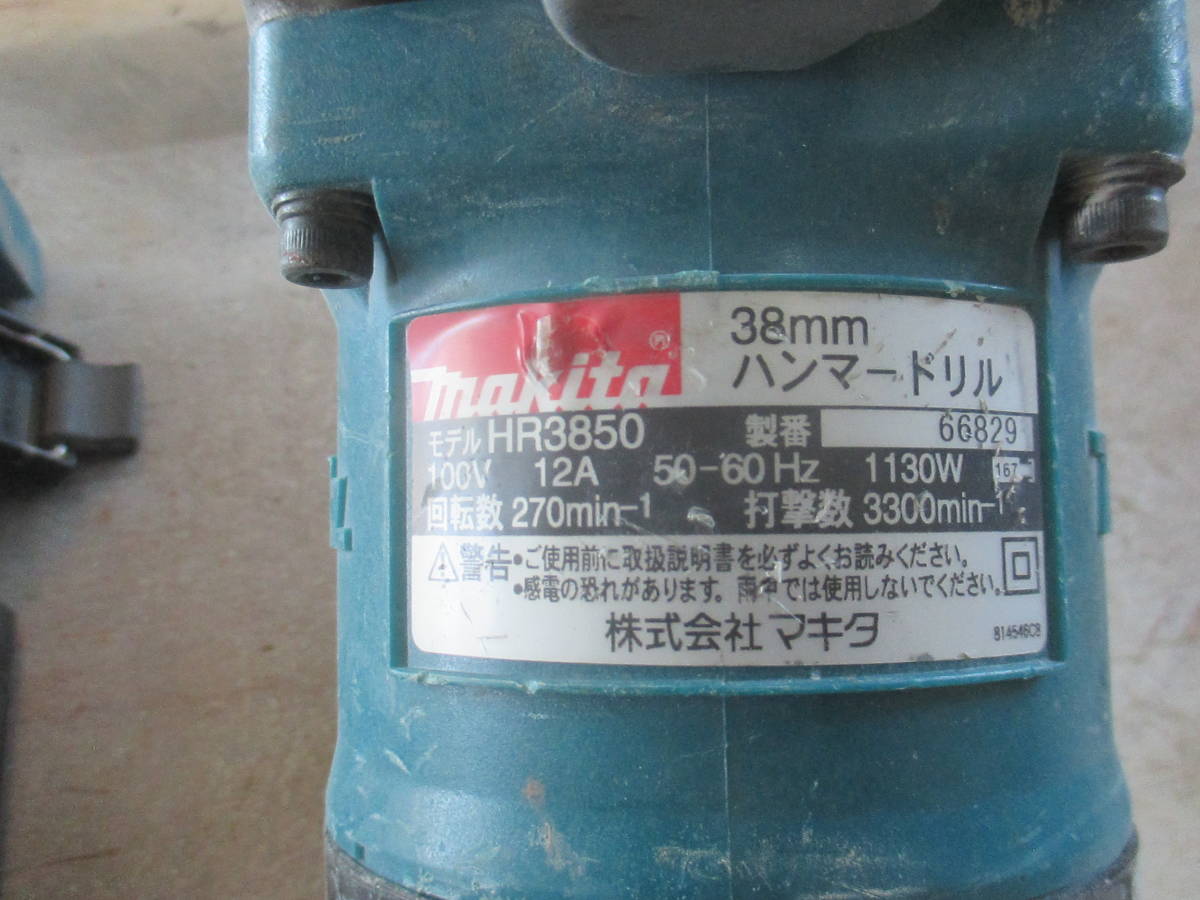 makita
38mm
ハンマードリル
モデル HR3850 製番 66829
100V 12A 50-60Hz 1130W 167
回転数 270min-1 打撃数 3300min-1
警告 •ご使用前に取扱説明書を必ずよくお読みください。
•感電の恐れがあります。雨中では使用しないでください。
株式会社マキタ 814546C8